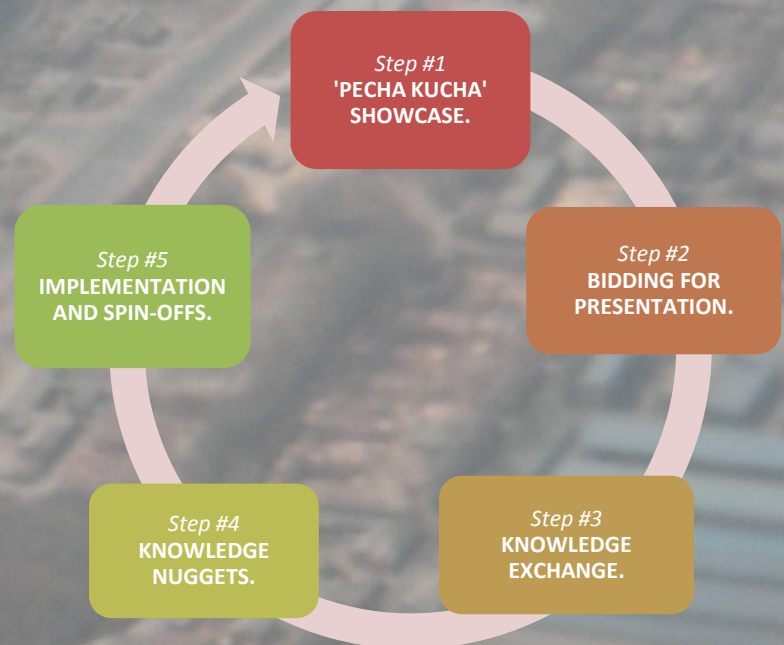 Step #1
'PECHA KUCHA'
SHOWCASE.
Step #2
BIDDING FOR
PRESENTATION.
Step #3
KNOWLEDGE
EXCHANGE.
Step #4
KNOWLEDGE
NUGGETS.
Step #5
IMPLEMENTATION
AND SPIN-OFFS.